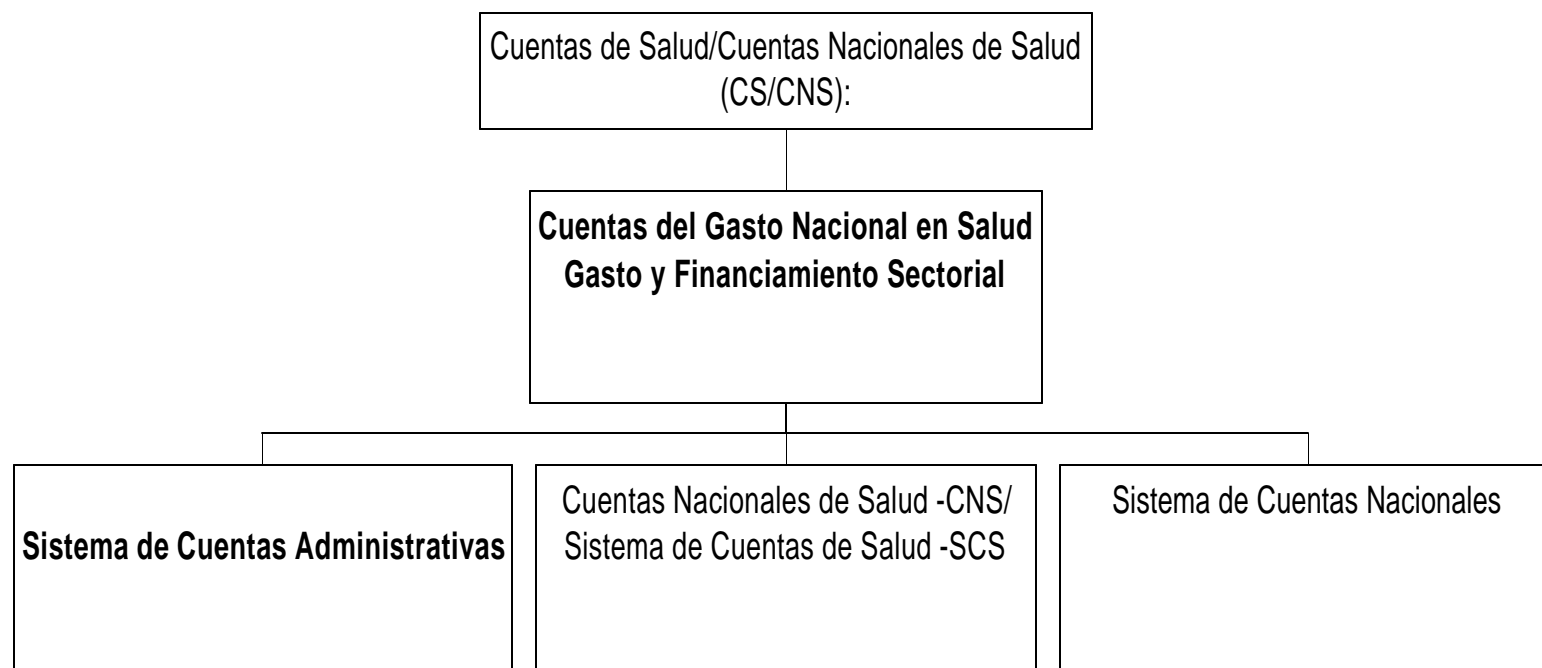 Cuentas de Salud/Cuentas Nacionales de Salud
(CS/CNS):
Cuentas del Gasto Nacional en Salud
Gasto y Financiamiento Sectorial
Sistema de Cuentas Administrativas
Cuentas Nacionales de Salud -CNS/
Sistema de Cuentas de Salud -SCS
Sistema de Cuentas Nacionales